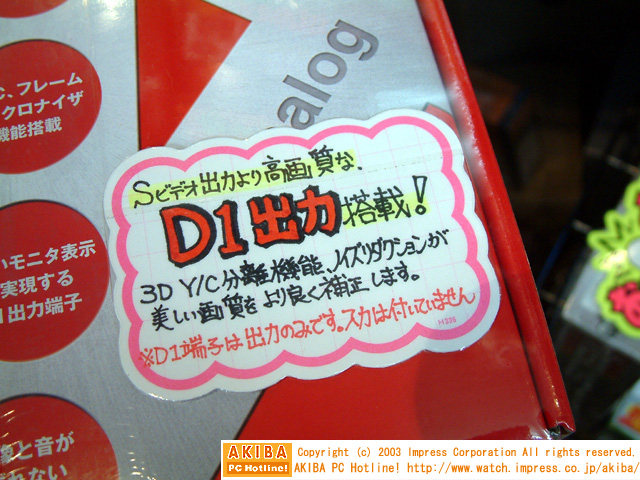 C、フレーム
クロナイザ
機能搭載
alog
Sビデオ出力より高画質な、
D1出力搭載!
3D Y/C分離機能、ノイズリダクションが
美しい画質をより良く補正します。
※D1端子は出力のみです。スカは付いていません
いモニタ表示
実現する
1出力端子
像と音が
れない
AKIBA
PC Hotline!
Copyright (c) 2003 Impress Corporation All rights reserved.
AKIBA PC Hotline! http://www.watch.impress.co.jp/akiba/